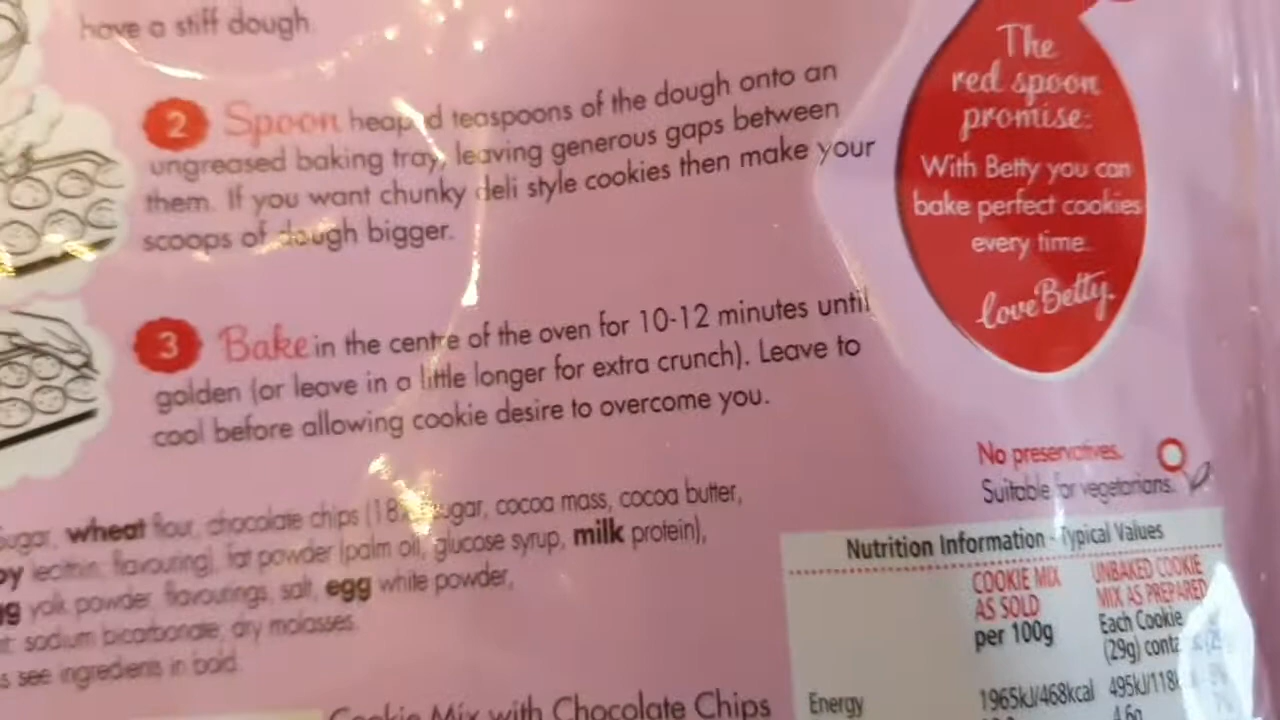 have a stiff dough.
2 Spoon heaped teaspoons of the dough onto an
ungreased baking tray, leaving generous gaps between
them. If you want chunky deli style cookies then make your
scoops of dough bigger.
3 Bake in the centre of the oven for 10-12 minutes until
golden (or leave in a little longer for extra crunch). Leave to
cool before allowing cookie desire to overcome you.
The
red spoon
promise:
With Betty you can
bake perfect cookies
every time.
love Betty.
No preservatives.
Suitable for vegetarians.
Sugar, wheat flour, chocolate chips (18% sugar, cocoa mass, cocoa butter,
lecithin, flavouring), fat powder (palm oil, glucose syrup, milk protein),
yolk powder, flavourings, salt, egg white powder,
sodium bicarbonate, dry molasses.
see ingredients in bold.
Cookie Mix with Chocolate Chips
Nutrition Information - Typical Values
COOKIE MIX
AS SOLD
per 100g
UNBAKED COOKIE
MIX AS PREPARED
Each Cookie
(29g)
Energy
1965kJ/468kcal
495kJ/118
4.6g